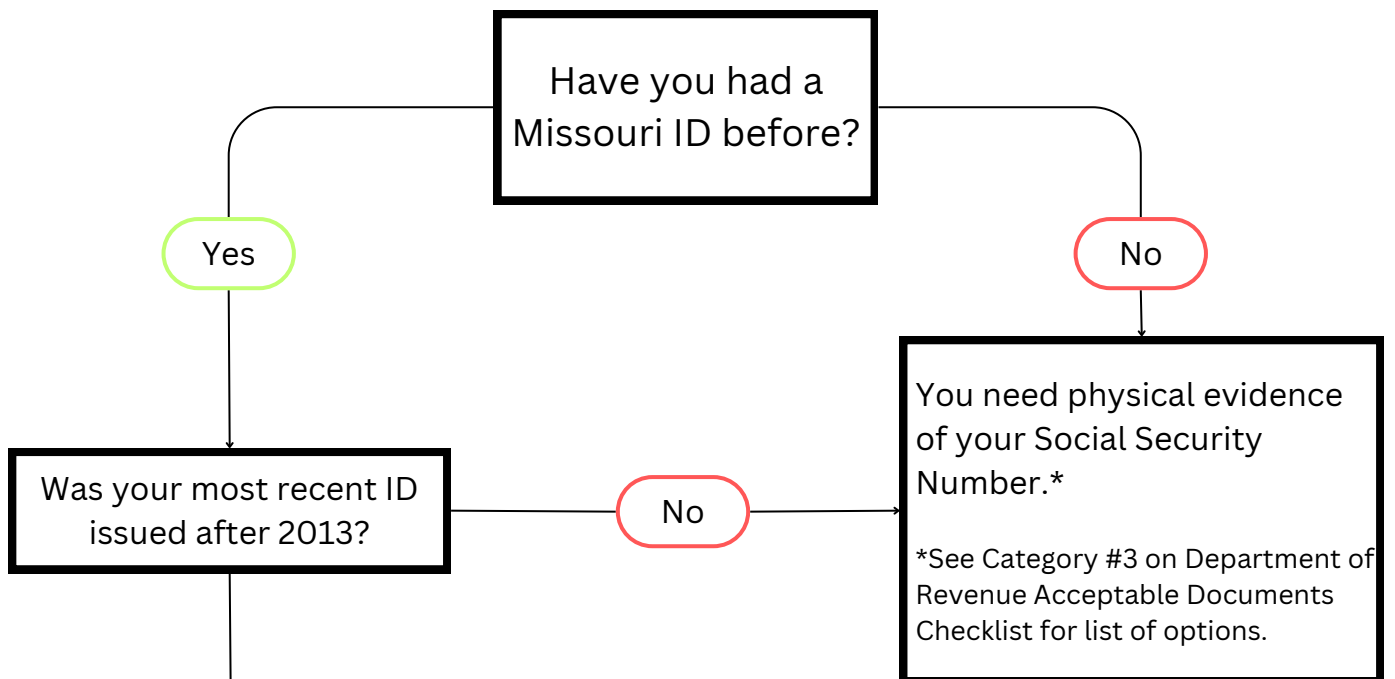 Have you had a
Missouri ID before?
Yes
No
Was your most recent ID
issued after 2013?
No
You need physical evidence
of your Social Security
Number.*
*See Category #3 on Department of
Revenue Acceptable Documents
Checklist for list of options.